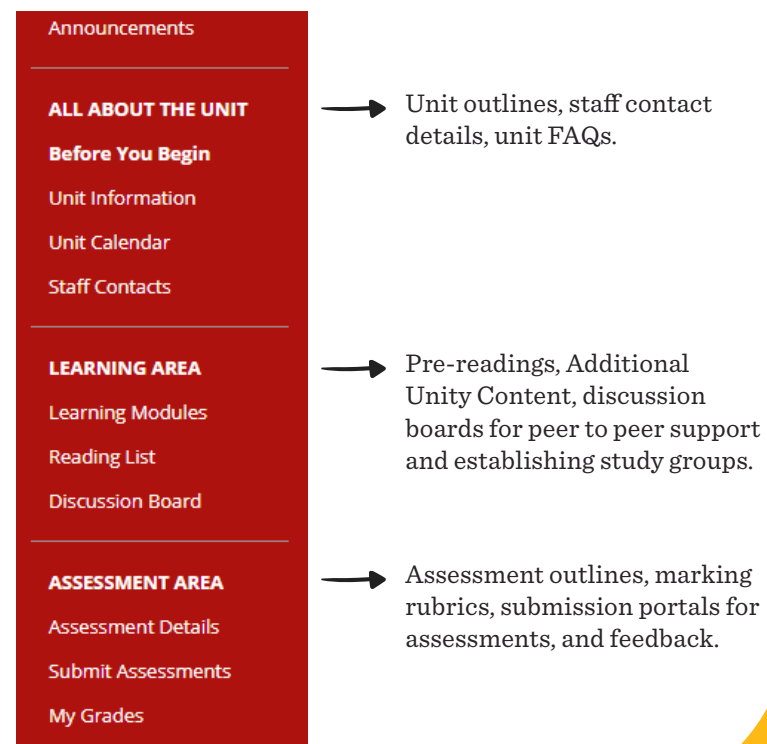 Announcements
ALL ABOUT THE UNIT
Before You Begin
Unit Information
Unit Calendar
Staff Contacts
Unit outlines, staff contact
details, unit FAQs.
LEARNING AREA
Learning Modules
Reading List
Discussion Board
Pre-readings, Additional
Unity Content, discussion
boards for peer to peer support
and establishing study groups.
ASSESSMENT AREA
Assessment Details
Submit Assessments
My Grades
Assessment outlines, marking
rubrics, submission portals for
assessments, and feedback.